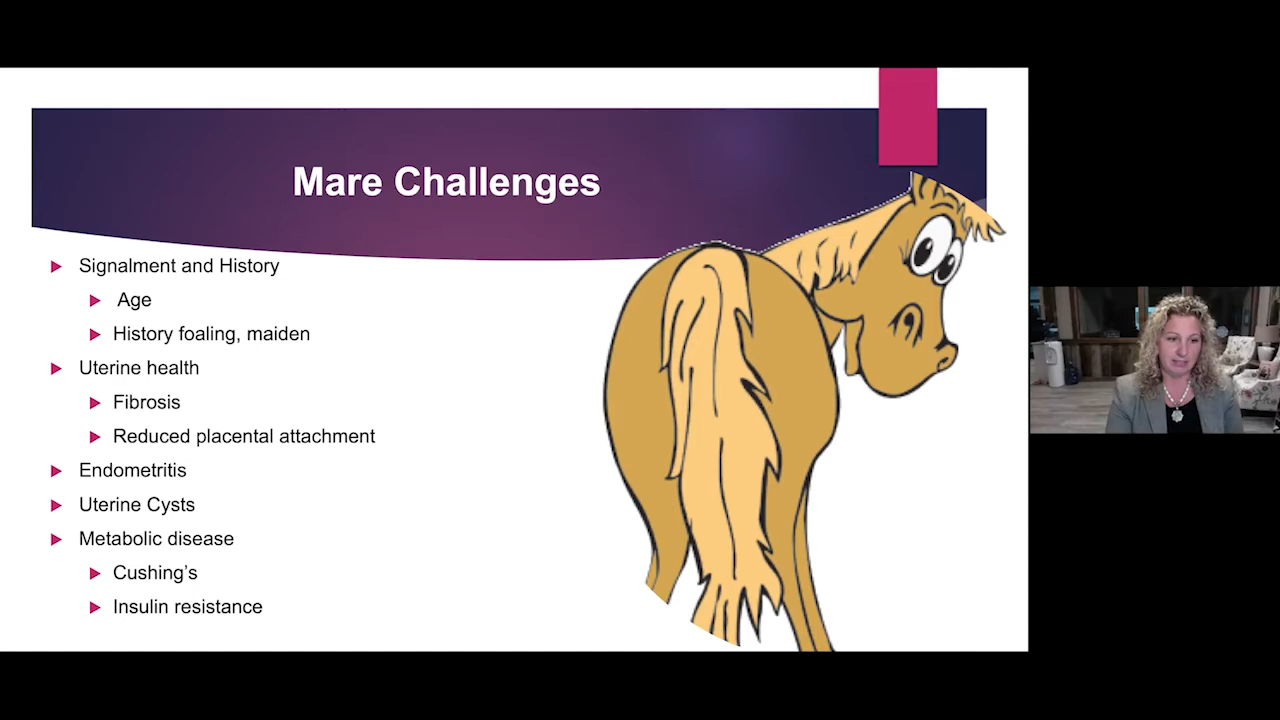 Mare Challenges
Signalment and History
Age
History foaling, maiden
Uterine health
Fibrosis
Reduced placental attachment
Endometritis
Uterine Cysts
Metabolic disease
Cushing’s
Insulin resistance